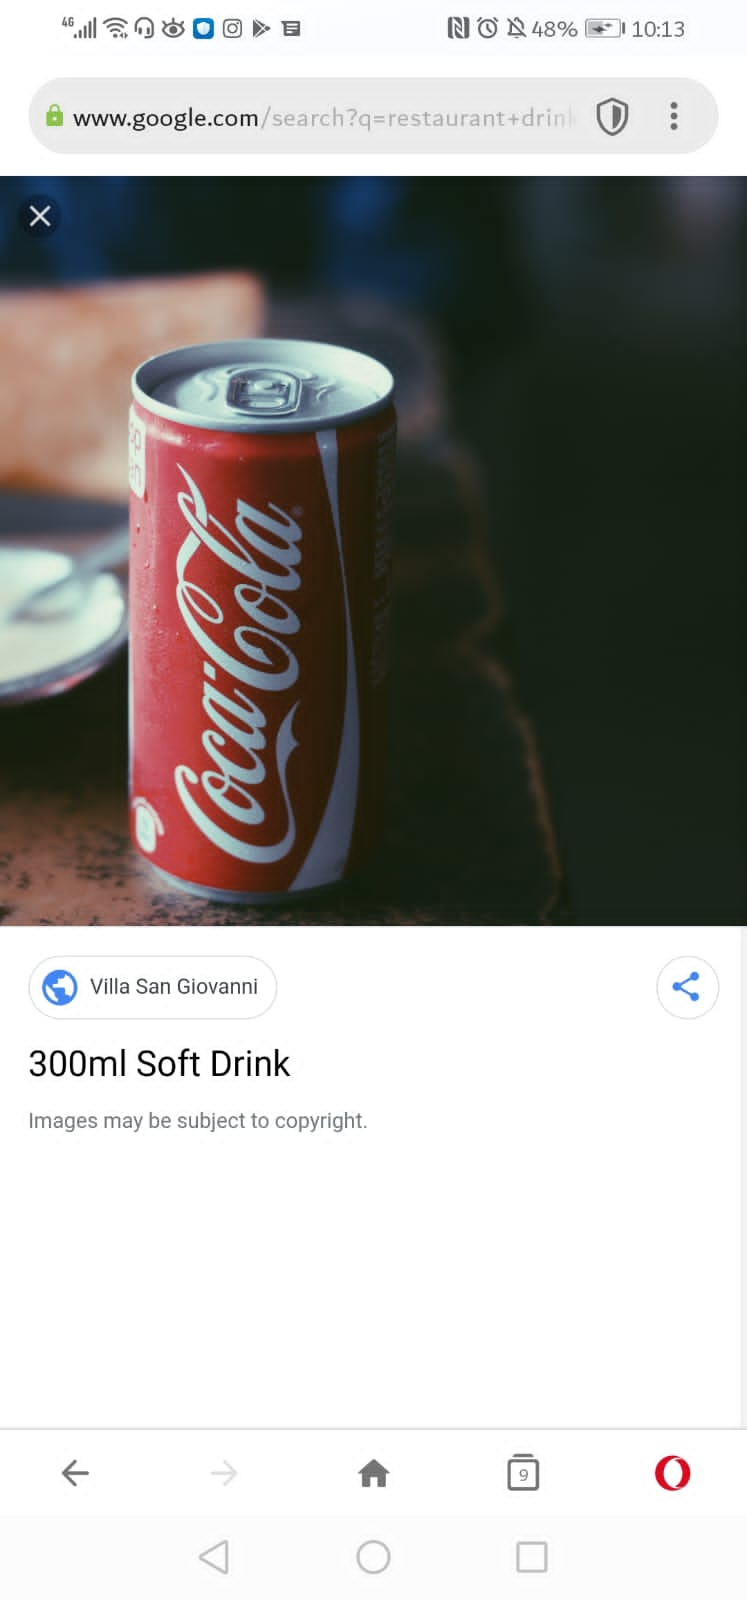 4G 48% 10:13
www.google.com/search?q=restaurant+drin
Coca-Cola
Villa San Giovanni
300ml Soft Drink
Images may be subject to copyright.
9